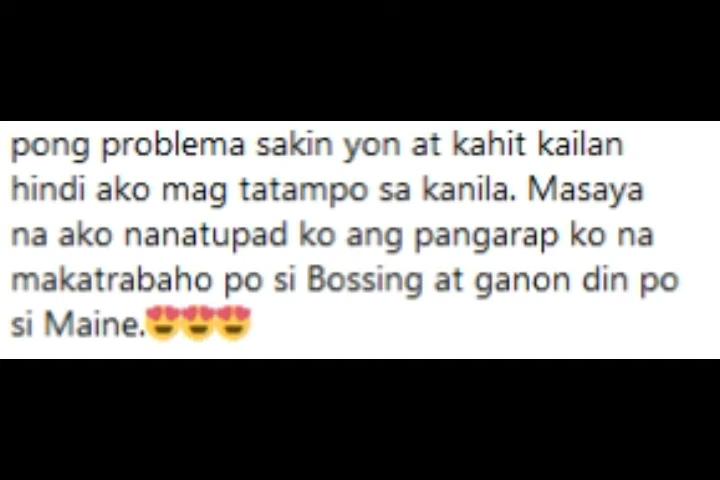 pong problema sakin yon at kahit kailan
hindi ako mag tatampo sa kanila. Masaya
na ako nanatupad ko ang pangarap ko na
makatrabaho po si Bossing at ganon din po
si Maine.😍😍😍